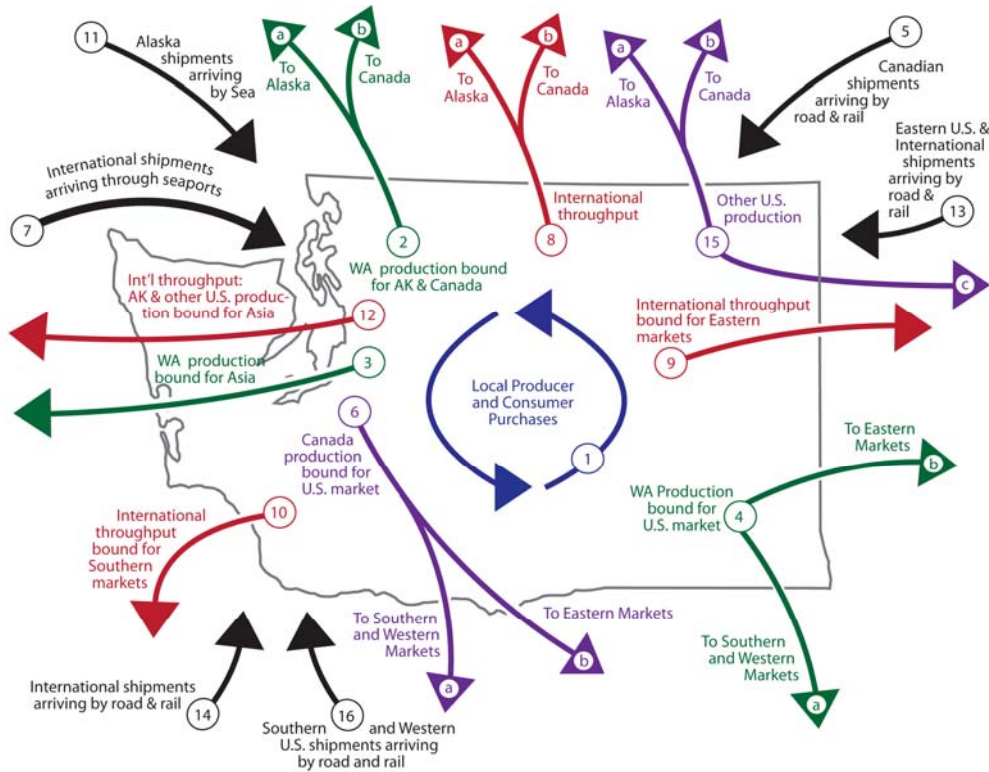 11
Alaska
shipments
arriving
by Sea
a
b
To
Alaska
To
Canada
a
b
To
Alaska
To
Canada
a
b
To
Alaska
To
Canada
5
Canadian
shipments
arriving by
road & rail
International shipments
arriving through seaports
7
2
WA production bound
for AK & Canada
International
throughput
8
Other U.S.
production
15
c
Eastern U.S. &
International
shipments
arriving by
road &
rail
13
Int'l throughput:
AK & other U.S. produc-
tion bound for Asia
12
WA production
bound for Asia
3
International throughput
bound for Eastern
markets
9
Local Producer
and Consumer
Purchases
1
6
Canada
production
bound for
U.S. market
To Southern
and Western
Markets
a
To Eastern Markets
b
WA Production
bound for
U.S. market
4
To Eastern
Markets
b
To Southern
and Western
Markets
a
International
throughput
bound for
Southern
markets
10
International shipments
arriving by road & rail
14
16
Southern and Western
U.S. shipments arriving
by road and rail